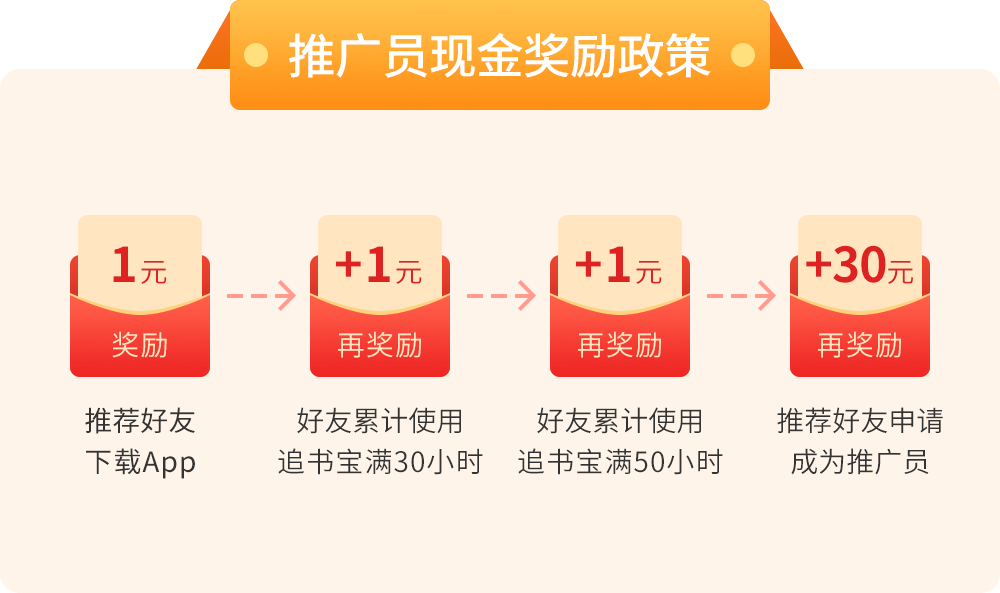 推广员现金奖励政策
1元
奖励
推荐好友
下载App
+1元
再奖励
好友累计使用
追书宝满30小时
+1元
再奖励
好友累计使用
追书宝满50小时
+30元
再奖励
推荐好友申请
成为推广员